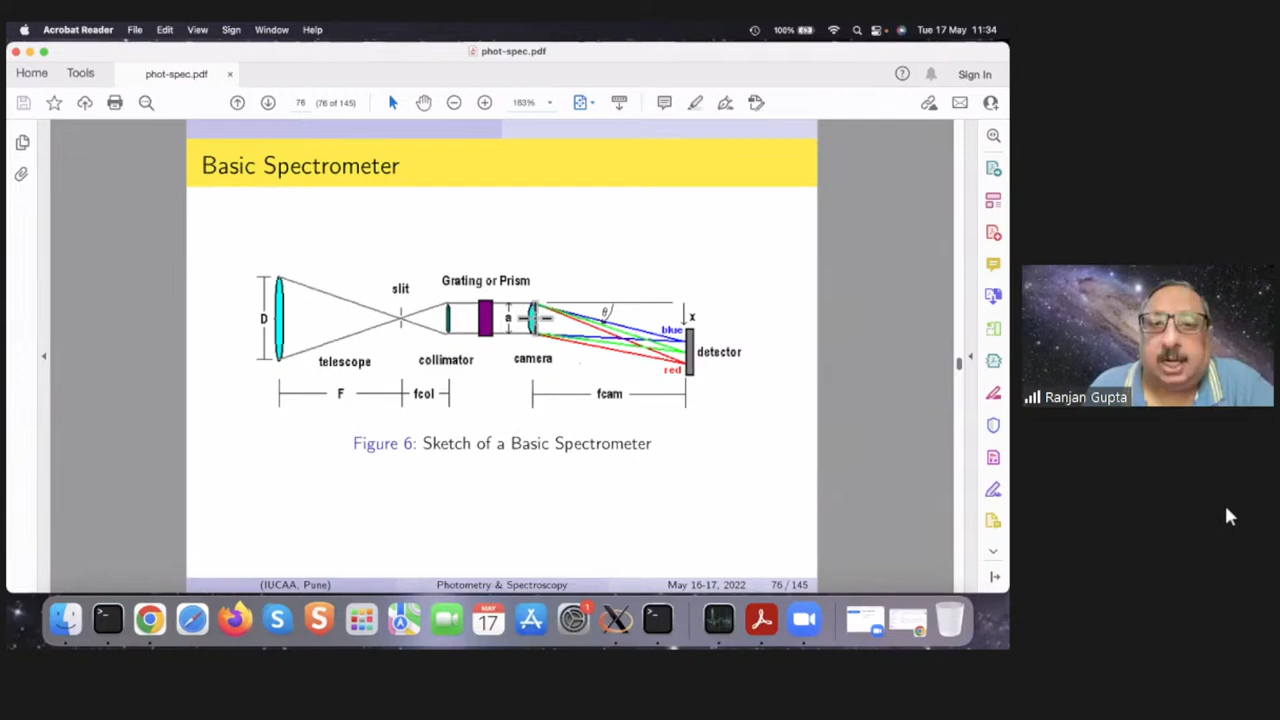 Acrobat Reader File Edit View Sign Window Help 100% Tue 17 May 11:34
phot-spec.pdf
Home Tools phot-spec.pdf × Sign In
76 (76 of 145) 163%
Basic Spectrometer
slit Grating or Prism
D a θ x
blue
telescope collimator camera detector
red
F fcol fcam
Figure 6: Sketch of a Basic Spectrometer
(IUCAA, Pune) Photometry & Spectroscopy May 16-17, 2022 76 / 145
Ranjan Gupta
MAY
17
1